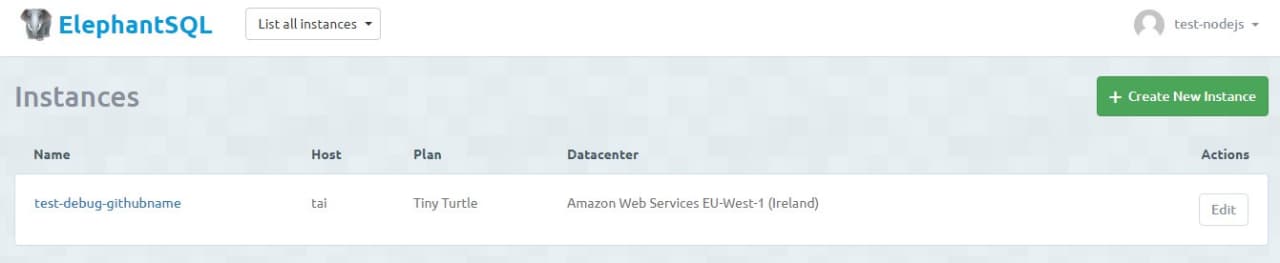 ElephantSQL List all instances test-nodejs
Instances + Create New Instance
Name Host Plan Datacenter Actions
test-debug-githubname tai Tiny Turtle Amazon Web Services EU-West-1 (Ireland) Edit